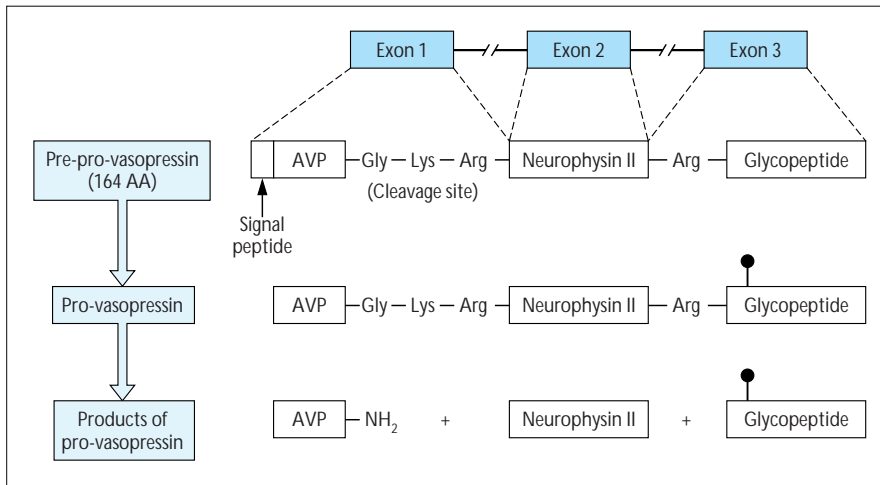 Exon 1
Exon 2
Exon 3
Pre-pro-vasopressin
(164 AA)
AVP — Gly — Lys — Arg — Neurophysin II — Arg — Glycopeptide
(Cleavage site)
Signal
peptide
Pro-vasopressin
AVP — Gly — Lys — Arg — Neurophysin II — Arg — Glycopeptide
Products of
pro-vasopressin
AVP — NH₂ + Neurophysin II + Glycopeptide